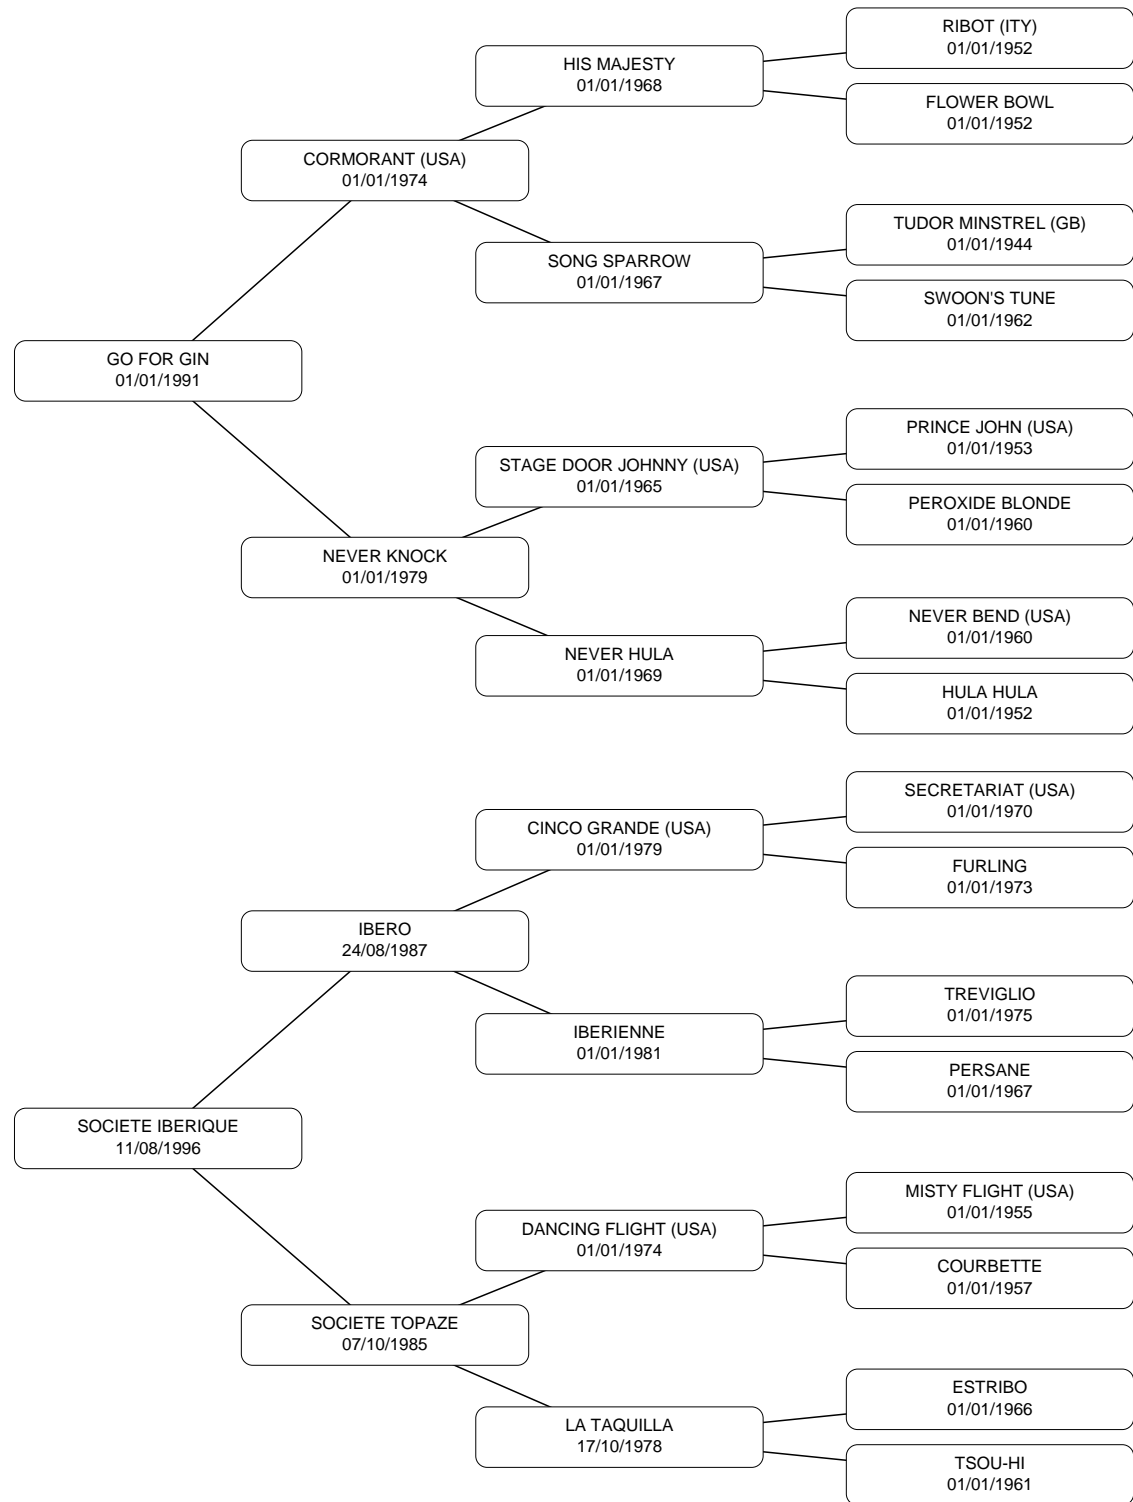 RIBOT (ITY)
01/01/1952
HIS MAJESTY
01/01/1968
FLOWER BOWL
01/01/1952
CORMORANT (USA)
01/01/1974
TUDOR MINSTREL (GB)
01/01/1944
SONG SPARROW
01/01/1967
SWOON'S TUNE
01/01/1962
GO FOR GIN
01/01/1991
PRINCE JOHN (USA)
01/01/1953
STAGE DOOR JOHNNY (USA)
01/01/1965
PEROXIDE BLONDE
01/01/1960
NEVER KNOCK
01/01/1979
NEVER BEND (USA)
01/01/1960
NEVER HULA
01/01/1969
HULA HULA
01/01/1952
SECRETARIAT (USA)
01/01/1970
CINCO GRANDE (USA)
01/01/1979
FURLING
01/01/1973
IBERO
24/08/1987
TREVIGLIO
01/01/1975
IBERIENNE
01/01/1981
PERSANE
01/01/1967
SOCIETE IBERIQUE
11/08/1996
MISTY FLIGHT (USA)
01/01/1955
DANCING FLIGHT (USA)
01/01/1974
COURBETTE
01/01/1957
SOCIETE TOPAZE
07/10/1985
ESTRIBO
01/01/1966
LA TAQUILLA
17/10/1978
TSOU-HI
01/01/1961